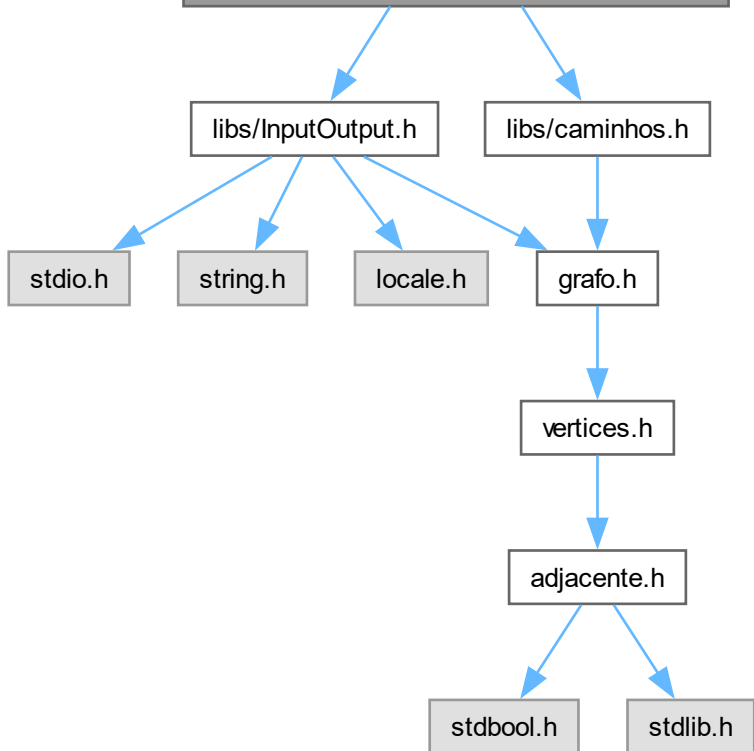 libs/InputOutput.h
libs/caminhos.h
stdio.h
string.h
locale.h
grafo.h
vertices.h
adjacente.h
stdbool.h
stdlib.h